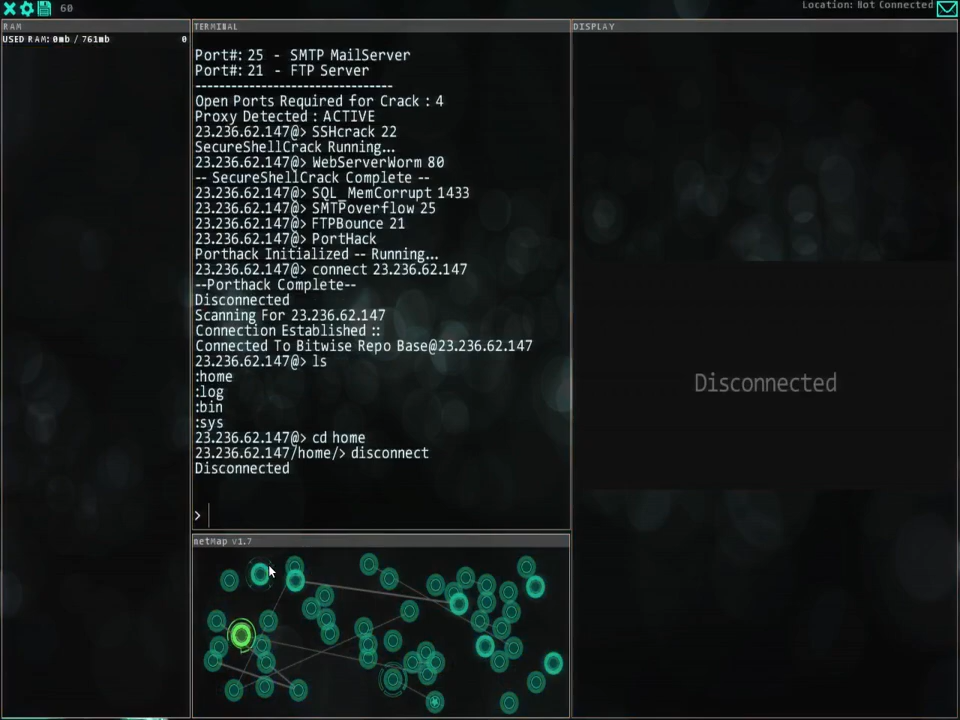 60
Location: Not Connected
RAM
USED RAM: 0mb / 761mb
0
TERMINAL
Port#: 25 - SMTP MailServer
Port#: 21 - FTP Server
---------------------------------
Open Ports Required for Crack : 4
Proxy Detected : ACTIVE
23.236.62.147@> SSHcrack 22
SecureShellCrack Running...
23.236.62.147@> WebServerWorm 80
-- SecureShellCrack Complete --
23.236.62.147@> SQL_MemCorrupt 1433
23.236.62.147@> SMTPoverflow 25
23.236.62.147@> FTPBounce 21
23.236.62.147@> PortHack
Porthack Initialized -- Running...
23.236.62.147@> connect 23.236.62.147
--Porthack Complete--
Disconnected
Scanning For 23.236.62.147
Connection Established ::
Connected To Bitwise Repo Base@23.236.62.147
23.236.62.147@> ls
:home
:log
:bin
:sys
23.236.62.147@> cd home
23.236.62.147/home/> disconnect
Disconnected
>
netMap v1.7
DISPLAY
Disconnected